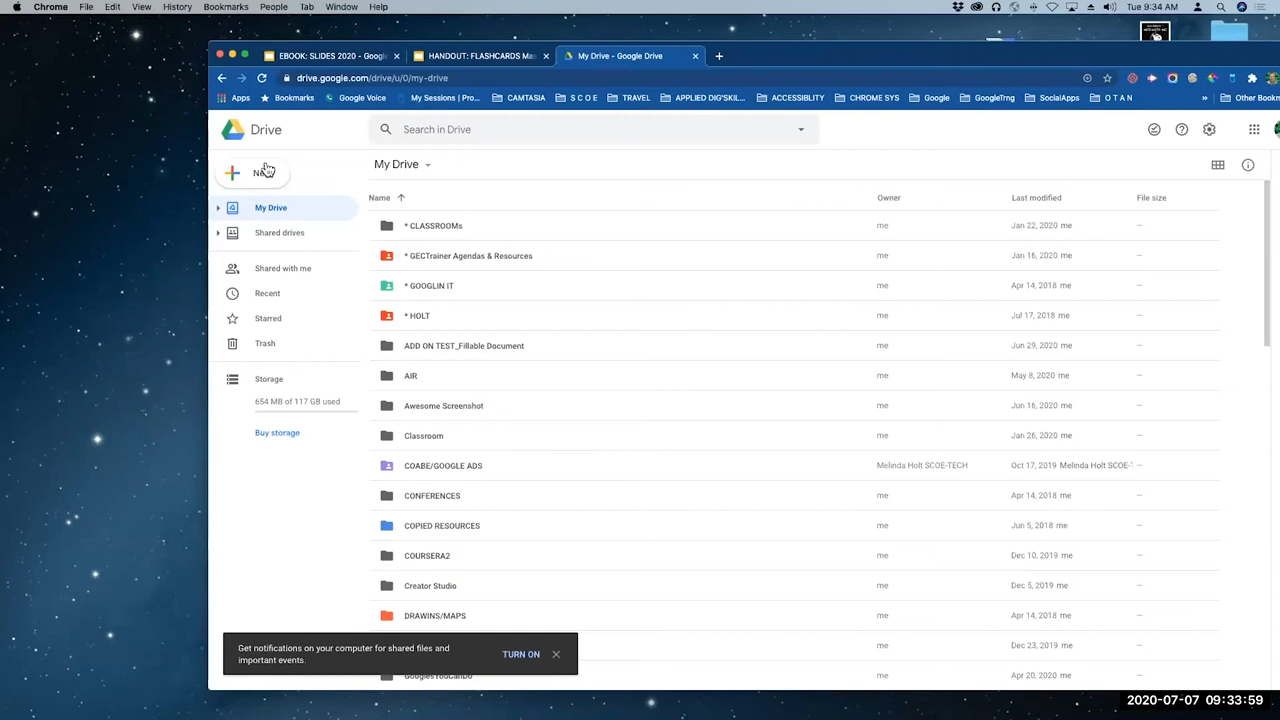 Chrome File Edit View History Bookmarks People Tab Window Help Tue 9:34 AM
EBOOK: SLIDES 2020 - Google HANDOUT: FLASHCARDS Mas My Drive - Google Drive
drive.google.com/drive/u/0/my-drive
Apps Bookmarks Google Voice My Sessions | Pro... CAMTASIA S C O E TRAVEL APPLIED DIG'SKIL... ACCESSIBLITY CHROME SYS Google GoogleTrng SocialApps O T A N » Other Bookm
Drive Search in Drive
New My Drive
Name Owner Last modified File size
My Drive
* CLASSROOMs me Jan 22, 2020 me —
Shared drives
* GECTrainer Agendas & Resources me Jan 16, 2020 me —
Shared with me
* GOOGLIN IT me Apr 14, 2018 me —
Recent
* HOLT me Jul 17, 2018 me —
Starred
Trash
ADD ON TEST_Fillable Document me Jun 29, 2020 me —
Storage
AIR me May 8, 2020 me —
654 MB of 117 GB used
Awesome Screenshot me Jun 16, 2020 me —
Buy storage
Classroom me Jan 26, 2020 me —
COABE/GOOGLE ADS Melinda Holt SCOE-TECH Oct 17, 2019 Melinda Holt SCOE-T —
CONFERENCES me Apr 14, 2018 me —
COPIED RESOURCES me Jun 5, 2018 me —
COURSERA2 me Dec 10, 2019 me —
Creator Studio me Dec 5, 2019 me —
DRAWINS/MAPS me Apr 14, 2018 me —
me Dec 23, 2019 me —
Get notifications on your computer for shared files and
important events.
TURN ON
GooglesYouCanDo me Apr 20, 2020 me —
2020-07-07 09:33:59